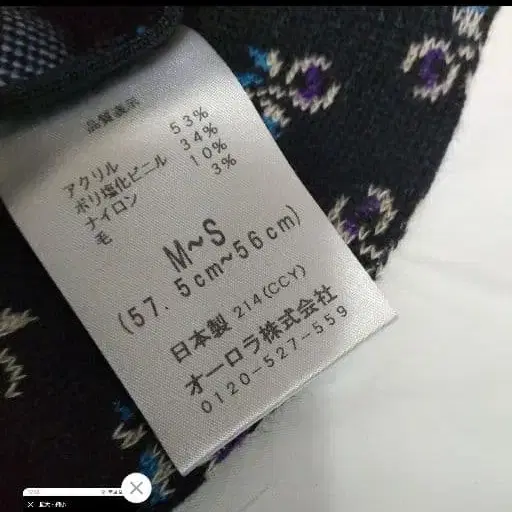 品質表示
アクリル 53%
ポリ塩化ビニル 34%
ナイロン 10%
毛 3%
M~S
(57.5cm~56cm)
日本製 214(CCY)
オーロラ株式会社
0120-527-559